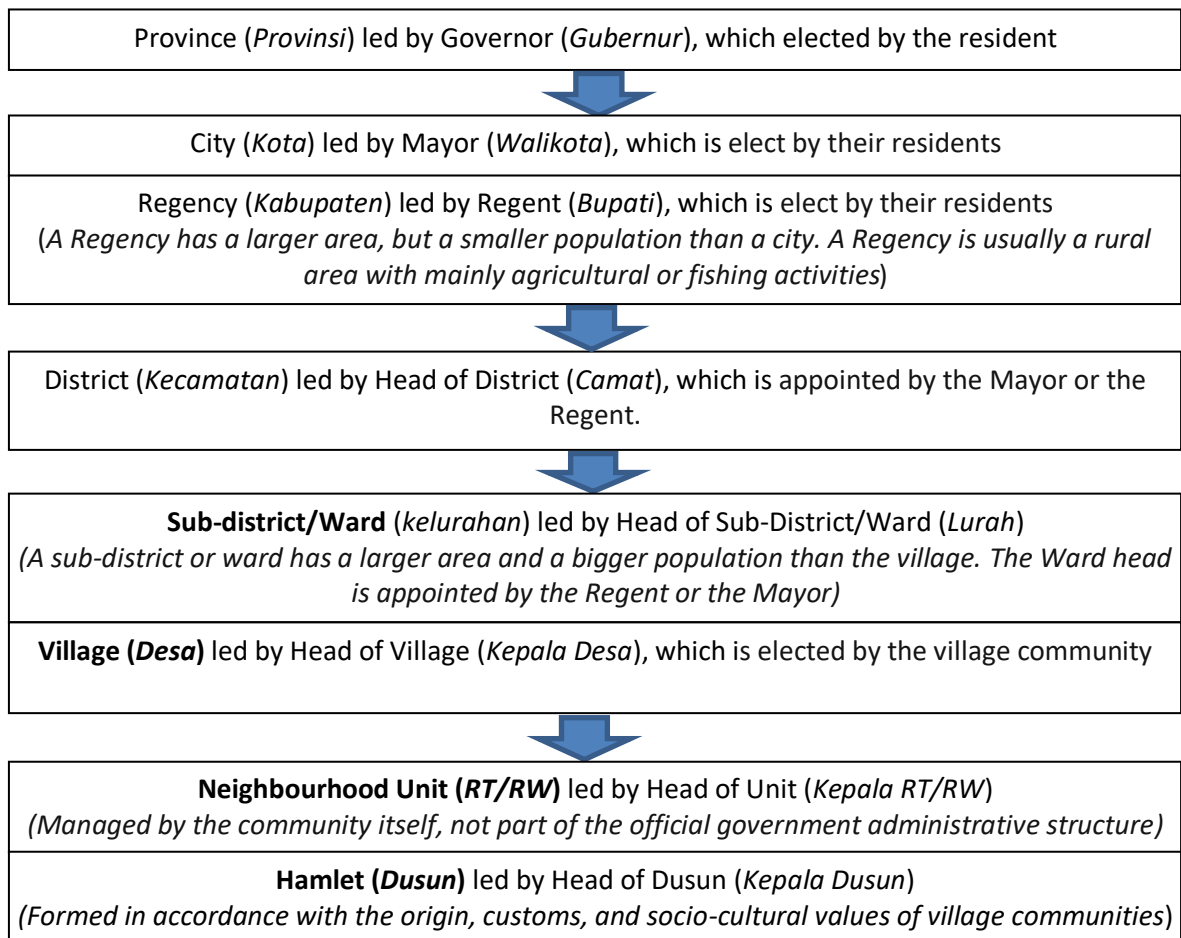 Province (Provinsi) led by Governor (Gubernur), which elected by the resident
City (Kota) led by Mayor (Walikota), which is elect by their residents
Regency (Kabupaten) led by Regent (Bupati), which is elect by their residents
(A Regency has a larger area, but a smaller population than a city. A Regency is usually a rural
area with mainly agricultural or fishing activities)
District (Kecamatan) led by Head of District (Camat), which is appointed by the Mayor or the
Regent.
Sub-district/Ward (kelurahan) led by Head of Sub-District/Ward (Lurah)
(A sub-district or ward has a larger area and a bigger population than the village. The Ward head
is appointed by the Regent or the Mayor)
Village (Desa) led by Head of Village (Kepala Desa), which is elected by the village community
Neighbourhood Unit (RT/RW) led by Head of Unit (Kepala RT/RW)
(Managed by the community itself, not part of the official government administrative structure)
Hamlet (Dusun) led by Head of Dusun (Kepala Dusun)
(Formed in accordance with the origin, customs, and socio-cultural values of village communities)